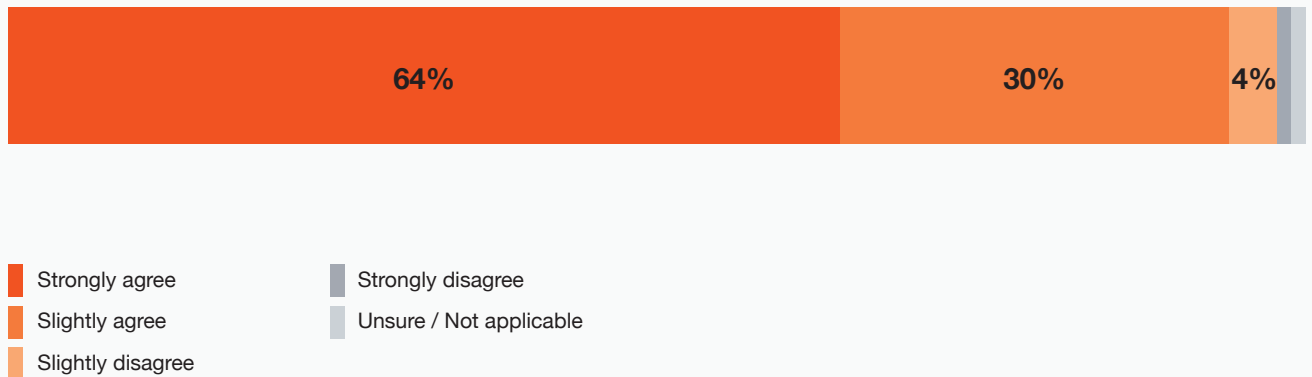 64% 30% 4%
Strongly agree
Slightly agree
Slightly disagree
Strongly disagree
Unsure / Not applicable